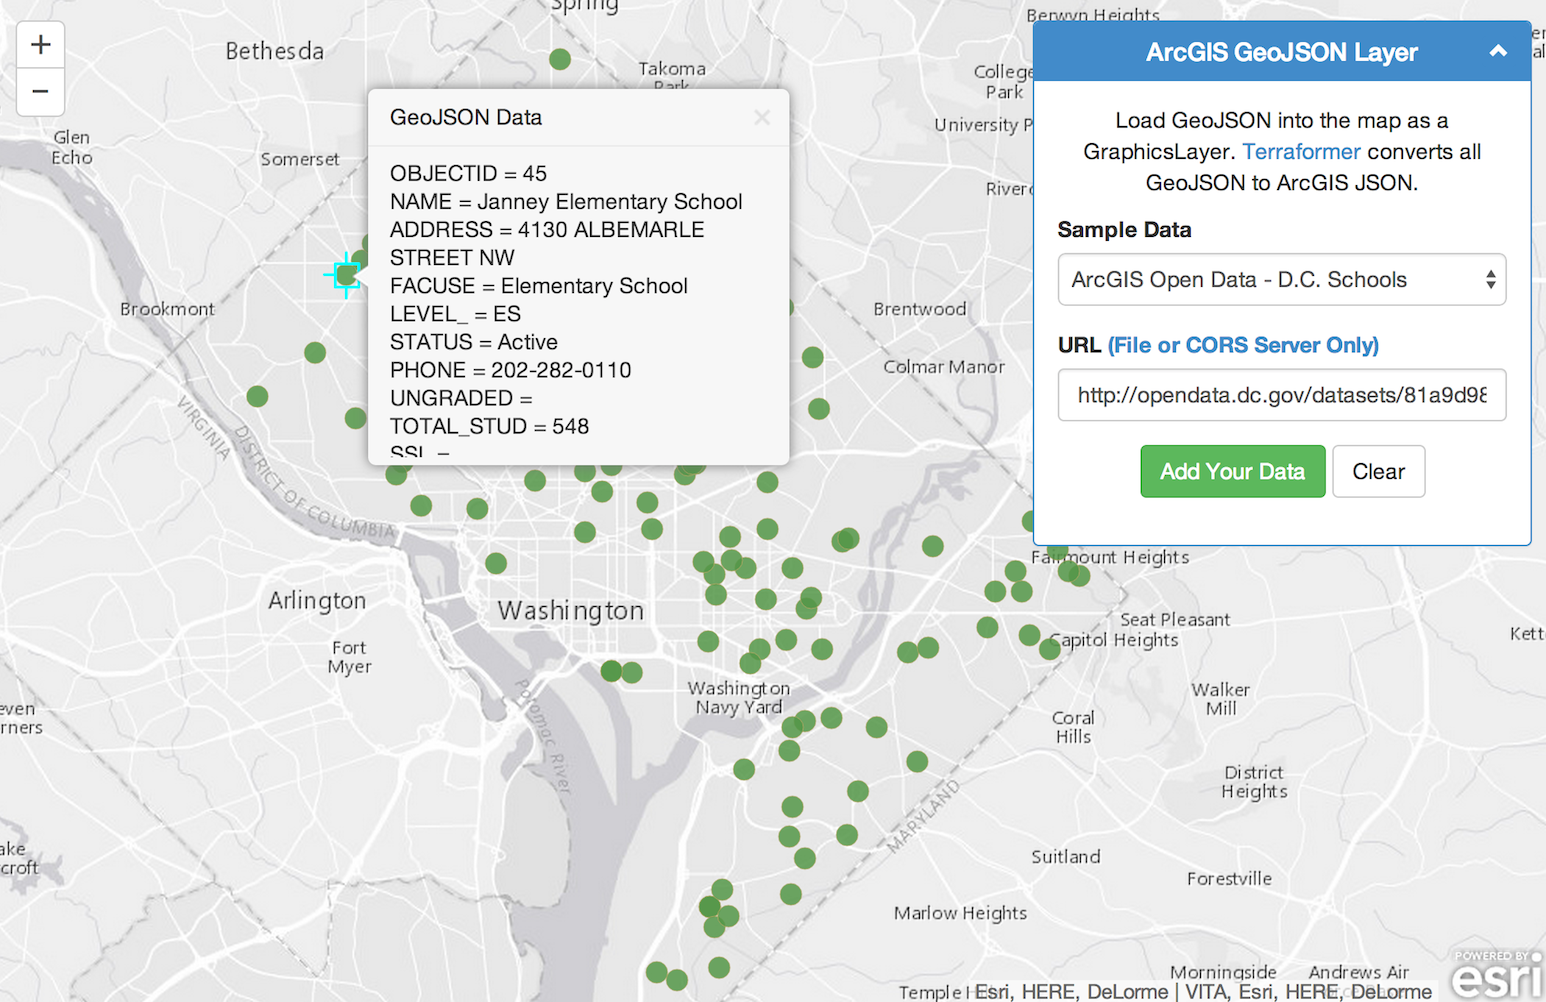 Spring
Berwyn Heights
+
−
Bethesda
Takoma
Park
College
Park
University P
Glen
Echo
Somerset
Riverd
Brookmont
Brentwood
Colmar Manor
VIRGINIA
DISTRICT OF COLUMBIA
GeoJSON Data
×
OBJECTID = 45
NAME = Janney Elementary School
ADDRESS = 4130 ALBEMARLE
STREET NW
FACUSE = Elementary School
LEVEL_ = ES
STATUS = Active
PHONE = 202-282-0110
UNGRADED =
TOTAL_STUD = 548
SSL =
ArcGIS GeoJSON Layer
Load GeoJSON into the map as a
GraphicsLayer. Terraformer converts all
GeoJSON to ArcGIS JSON.
Sample Data
ArcGIS Open Data - D.C. Schools
URL (File or CORS Server Only)
http://opendata.dc.gov/datasets/81a9d98
Add Your Data
Clear
Fairmount Heights
Arlington
Washington
Seat Pleasant
Capitol Heights
Kett
Fort
Myer
Washington
Navy Yard
Potomac River
Walker
Mill
Coral
Hills
even
rners
District
Heights
MARYLAND
ake
croft
Suitland
Forestville
Marlow Heights
Morningside
Andrews Air
Temple H
Esri, HERE, DeLorme | VITA, Esri, HERE, DeLorme
POWERED BY
esri